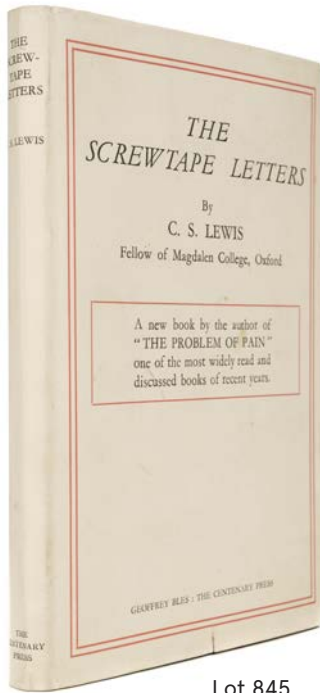 THE
SCREW-
TAPE
LETTERS
S. LEWIS
THE
CENTENARY
PRESS
THE
SCREWTAPE LETTERS
By
C. S. LEWIS
Fellow of Magdalen College, Oxford
A new book by the author of
"THE PROBLEM OF PAIN"
one of the most widely read and
discussed books of recent years.
GEOFFREY BLES : THE CENTENARY PRESS
Lot 845